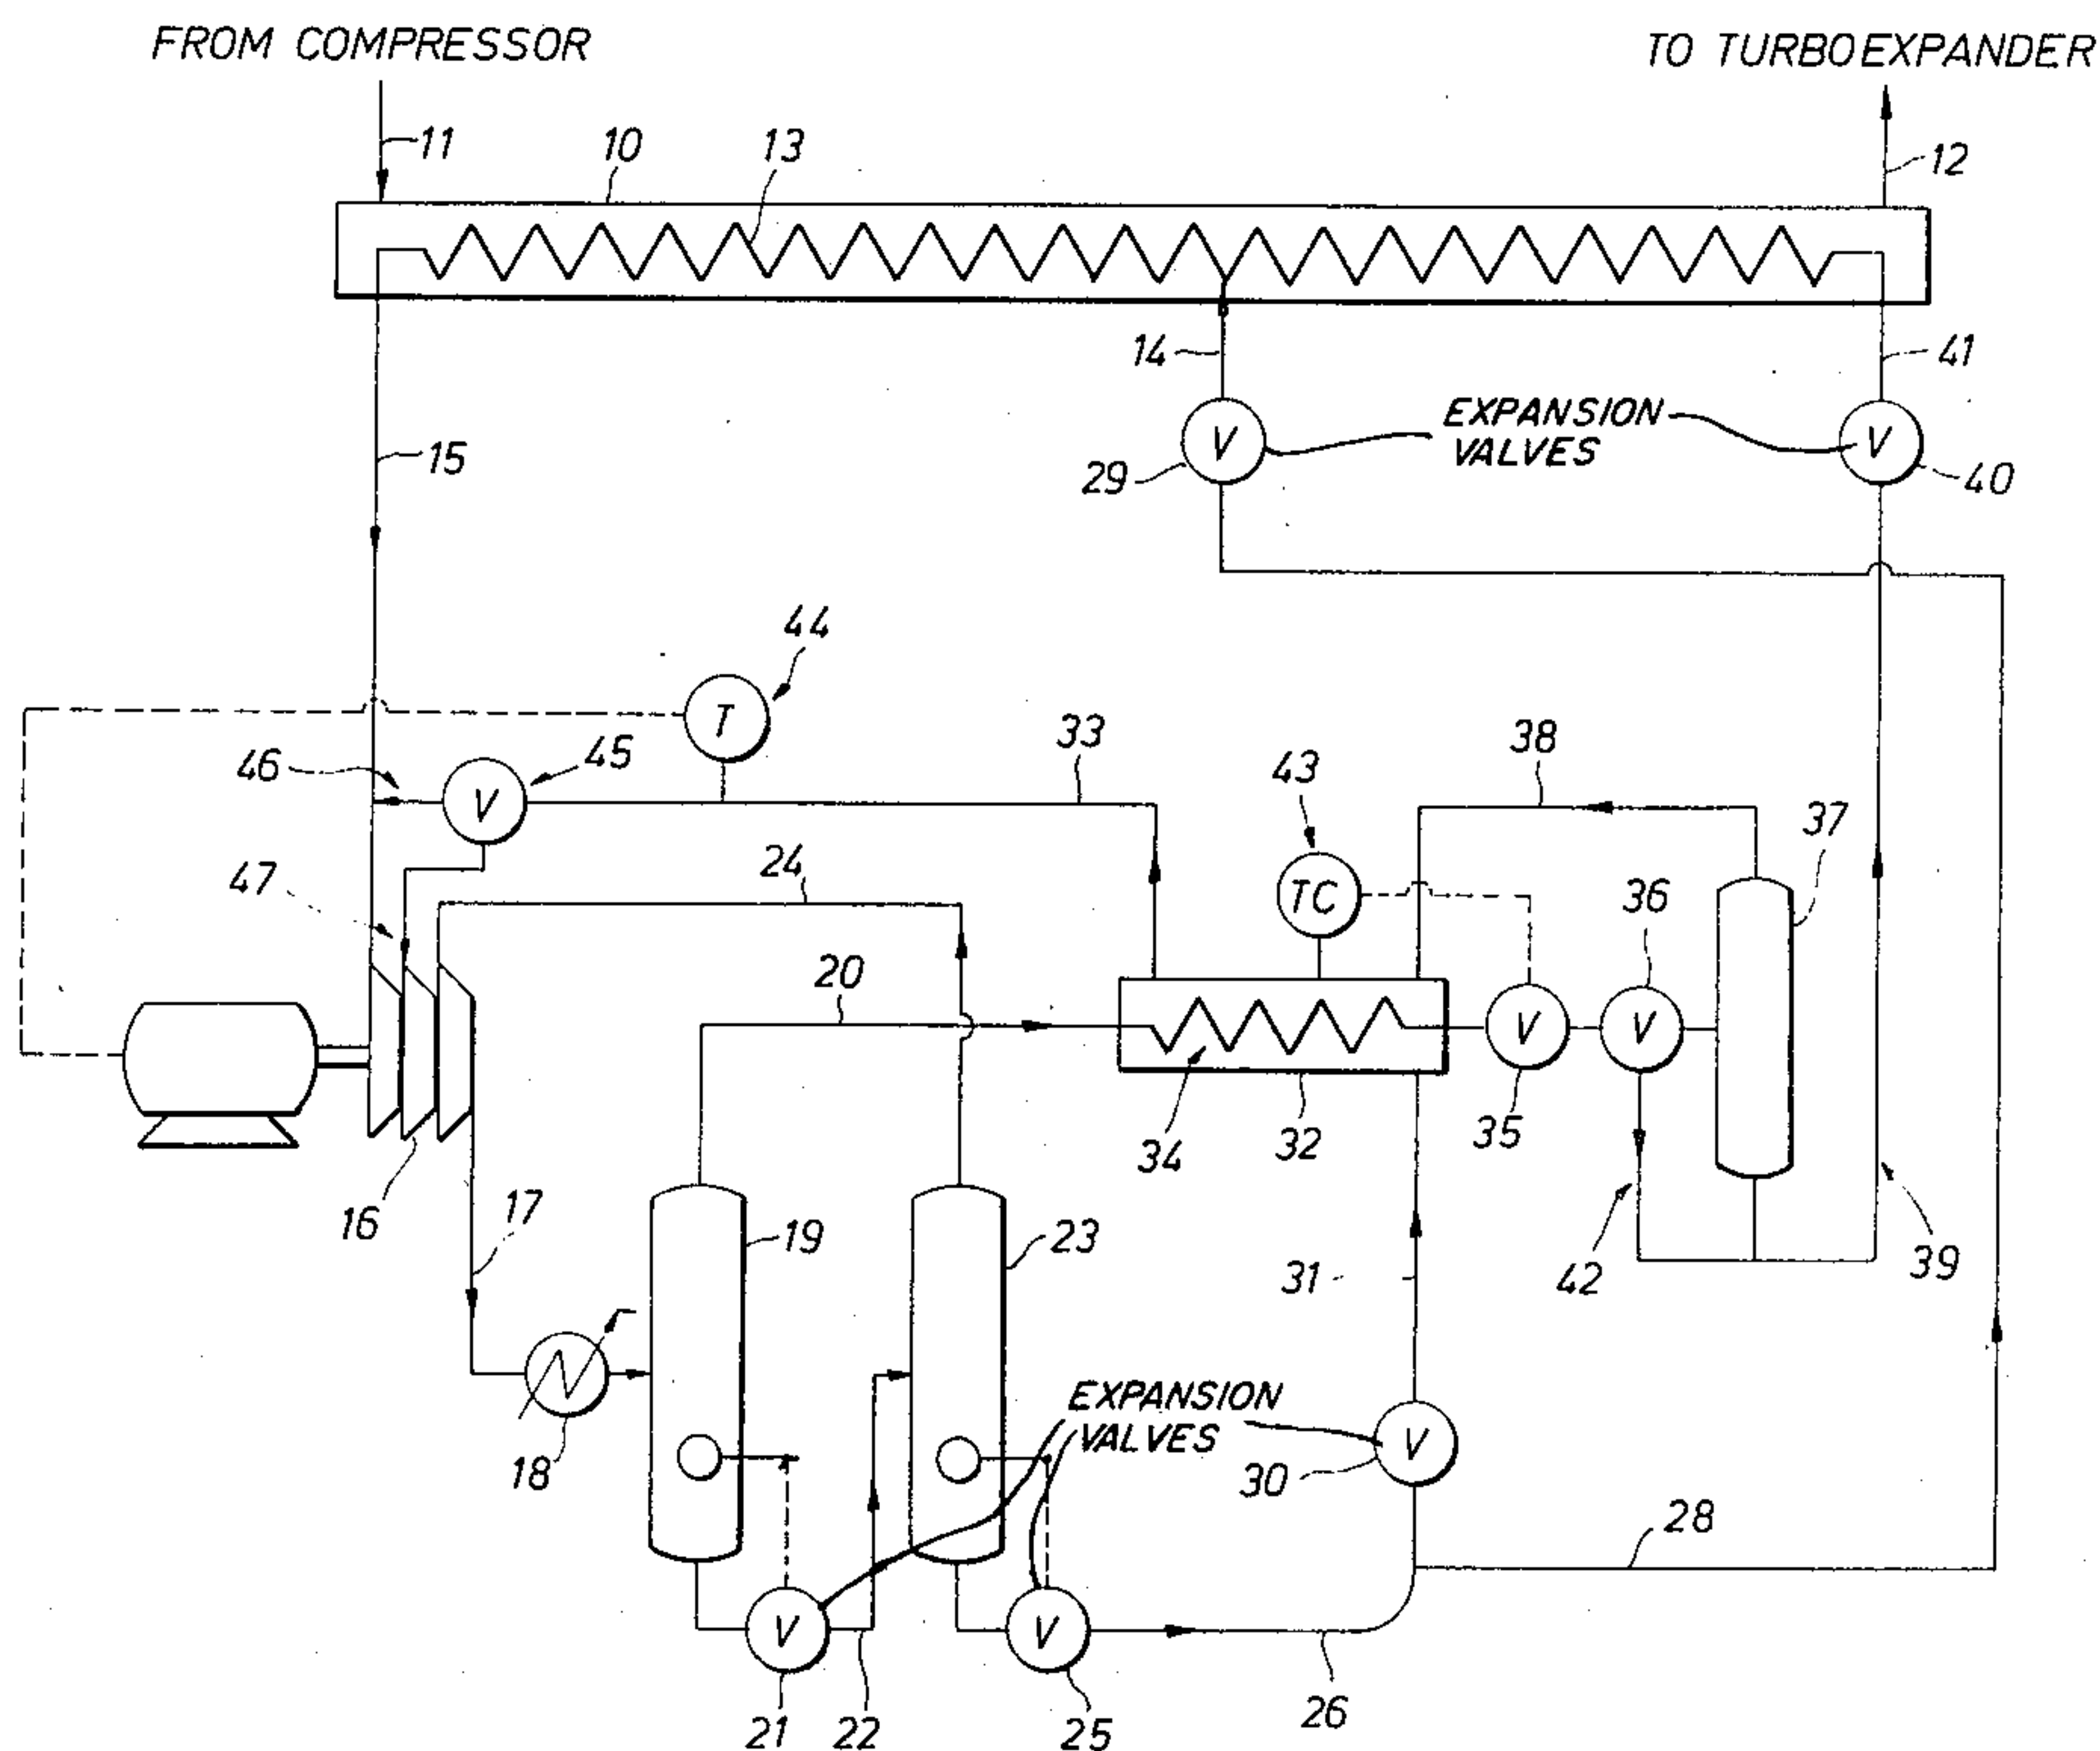 FROM COMPRESSOR
TO TURBOEXPANDER
11
10
13
12
14
41
EXPANSION
VALVES
V
V
15
29
40
44
T
33
38
43
46
45
V
37
24
47
TC
36
20
V
V
34
32
35
16
17
19
23
31
42
39
EXPANSION
VALVES
V
18
30
28
V
V
26
21
22
25